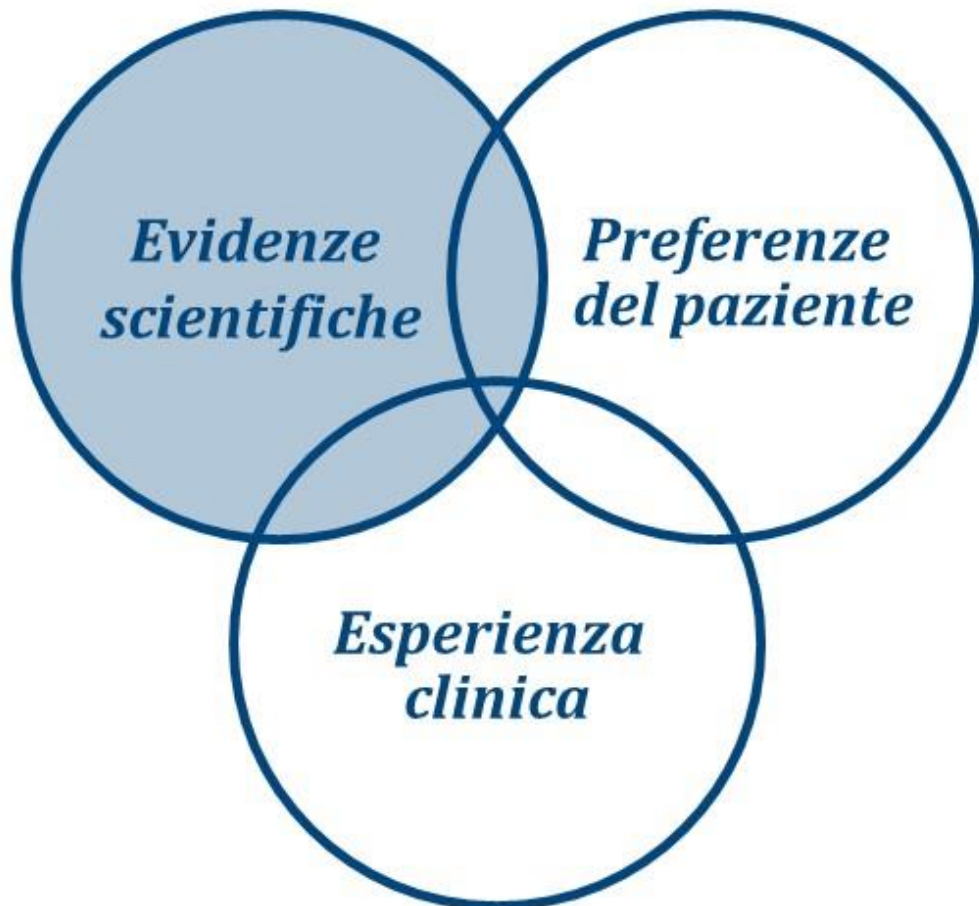 Evidenze
scientifiche
Preferenze
del paziente
Esperienza
clinica